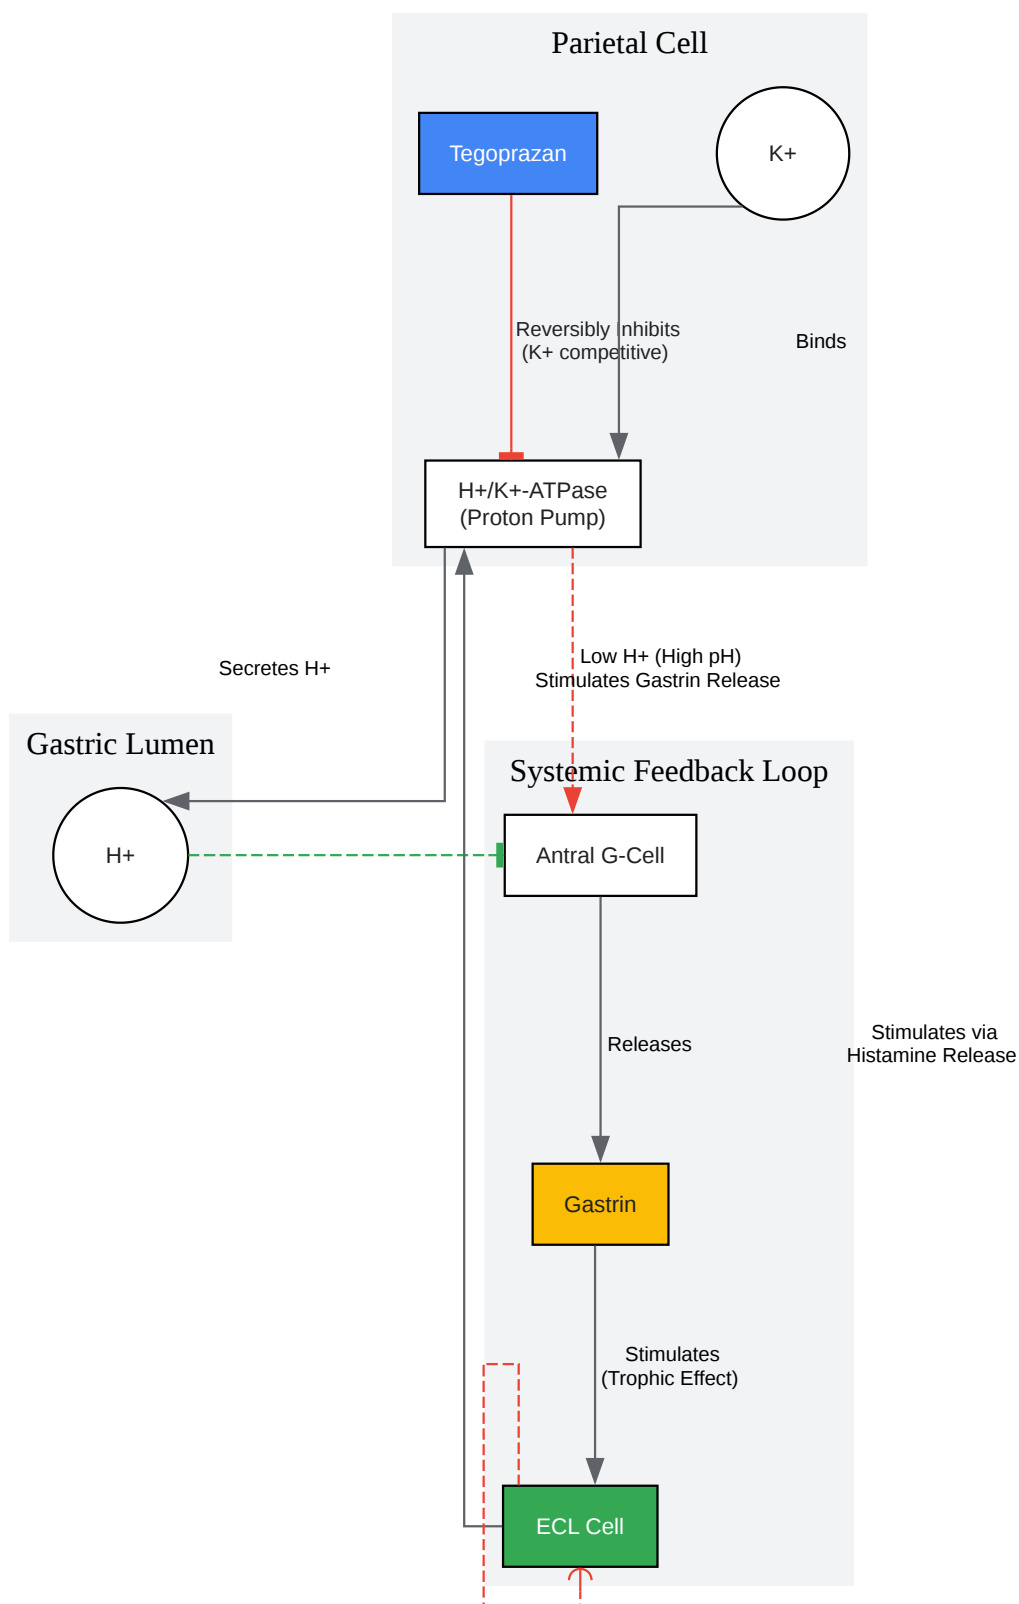 Parietal Cell
Tegoprazan
K+
Reversibly Inhibits
(K+ competitive)
Binds
H+/K+-ATPase
(Proton Pump)
Secretes H+
Low H+ (High pH)
Stimulates Gastrin Release
Gastric Lumen
Systemic Feedback Loop
H+
Antral G-Cell
Releases
Stimulates via
Histamine Release
Gastrin
Stimulates
(Trophic Effect)
ECL Cell